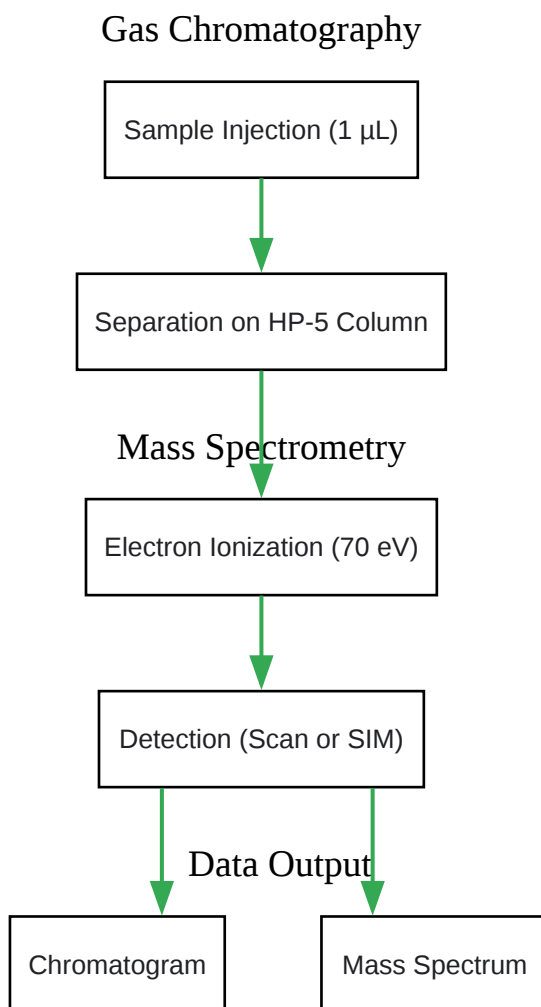 Gas Chromatography
Sample Injection (1 µL)
Separation on HP-5 Column
Mass Spectrometry
Electron Ionization (70 eV)
Detection (Scan or SIM)
Data Output
Chromatogram
Mass Spectrum